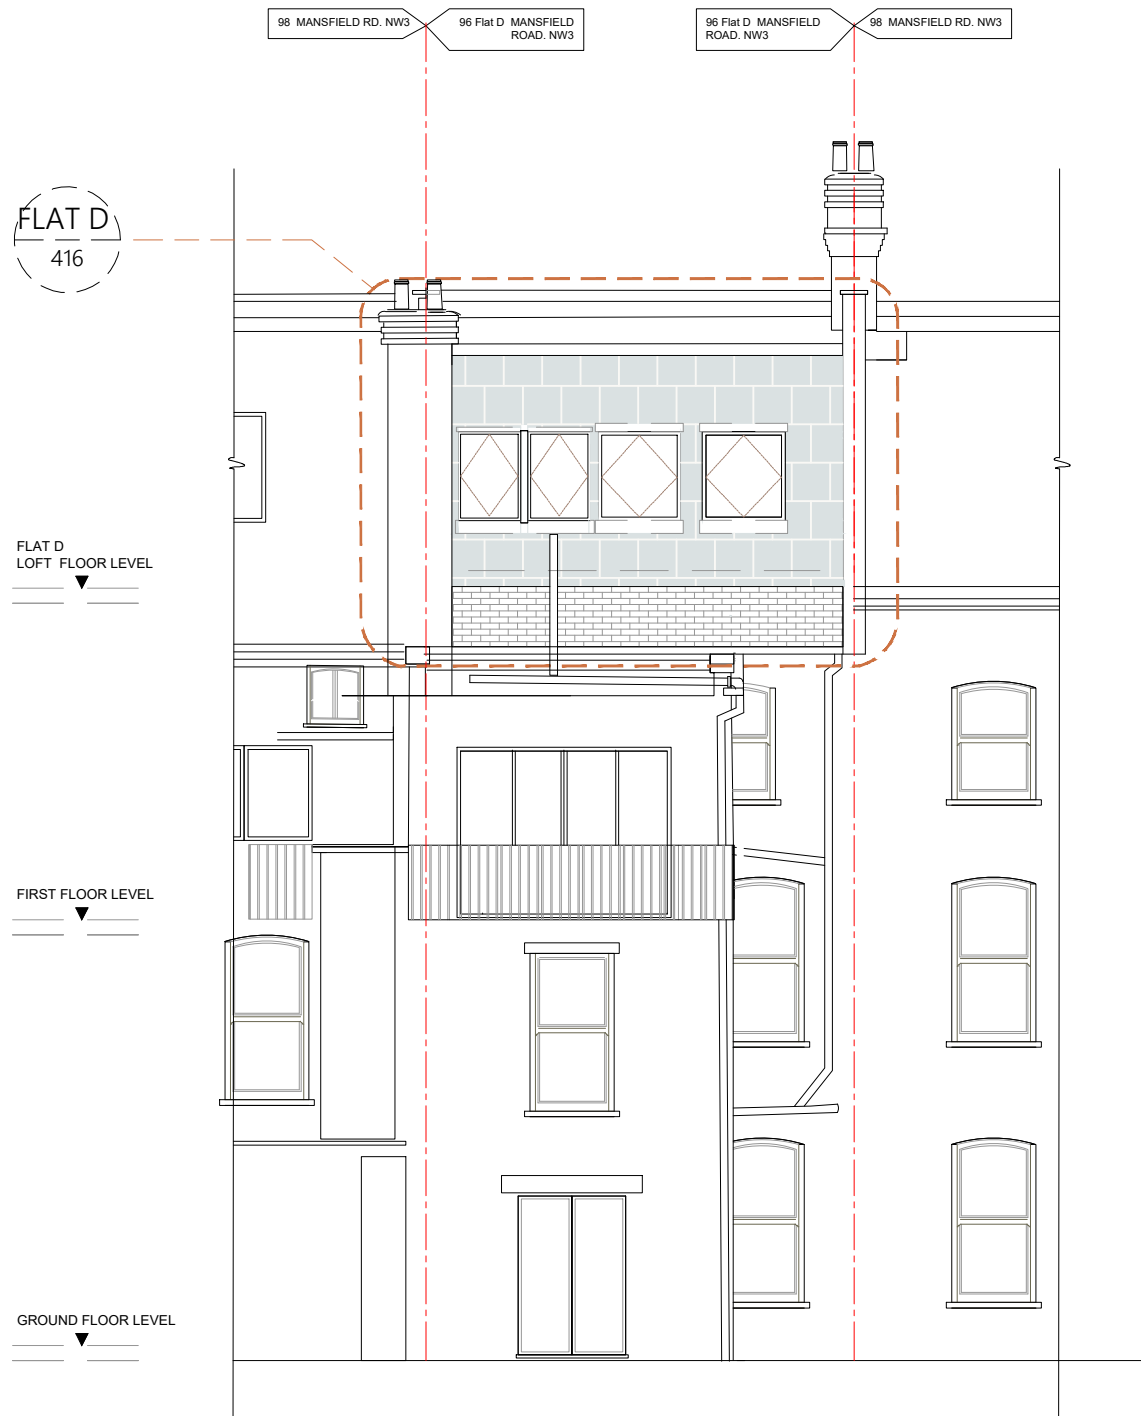 98 MANSFIELD RD. NW3
96 Flat D MANSFIELD
ROAD. NW3
96 Flat D MANSFIELD
ROAD. NW3
98 MANSFIELD RD. NW3
FLAT D
416
FLAT D
LOFT FLOOR LEVEL
FIRST FLOOR LEVEL
GROUND FLOOR LEVEL